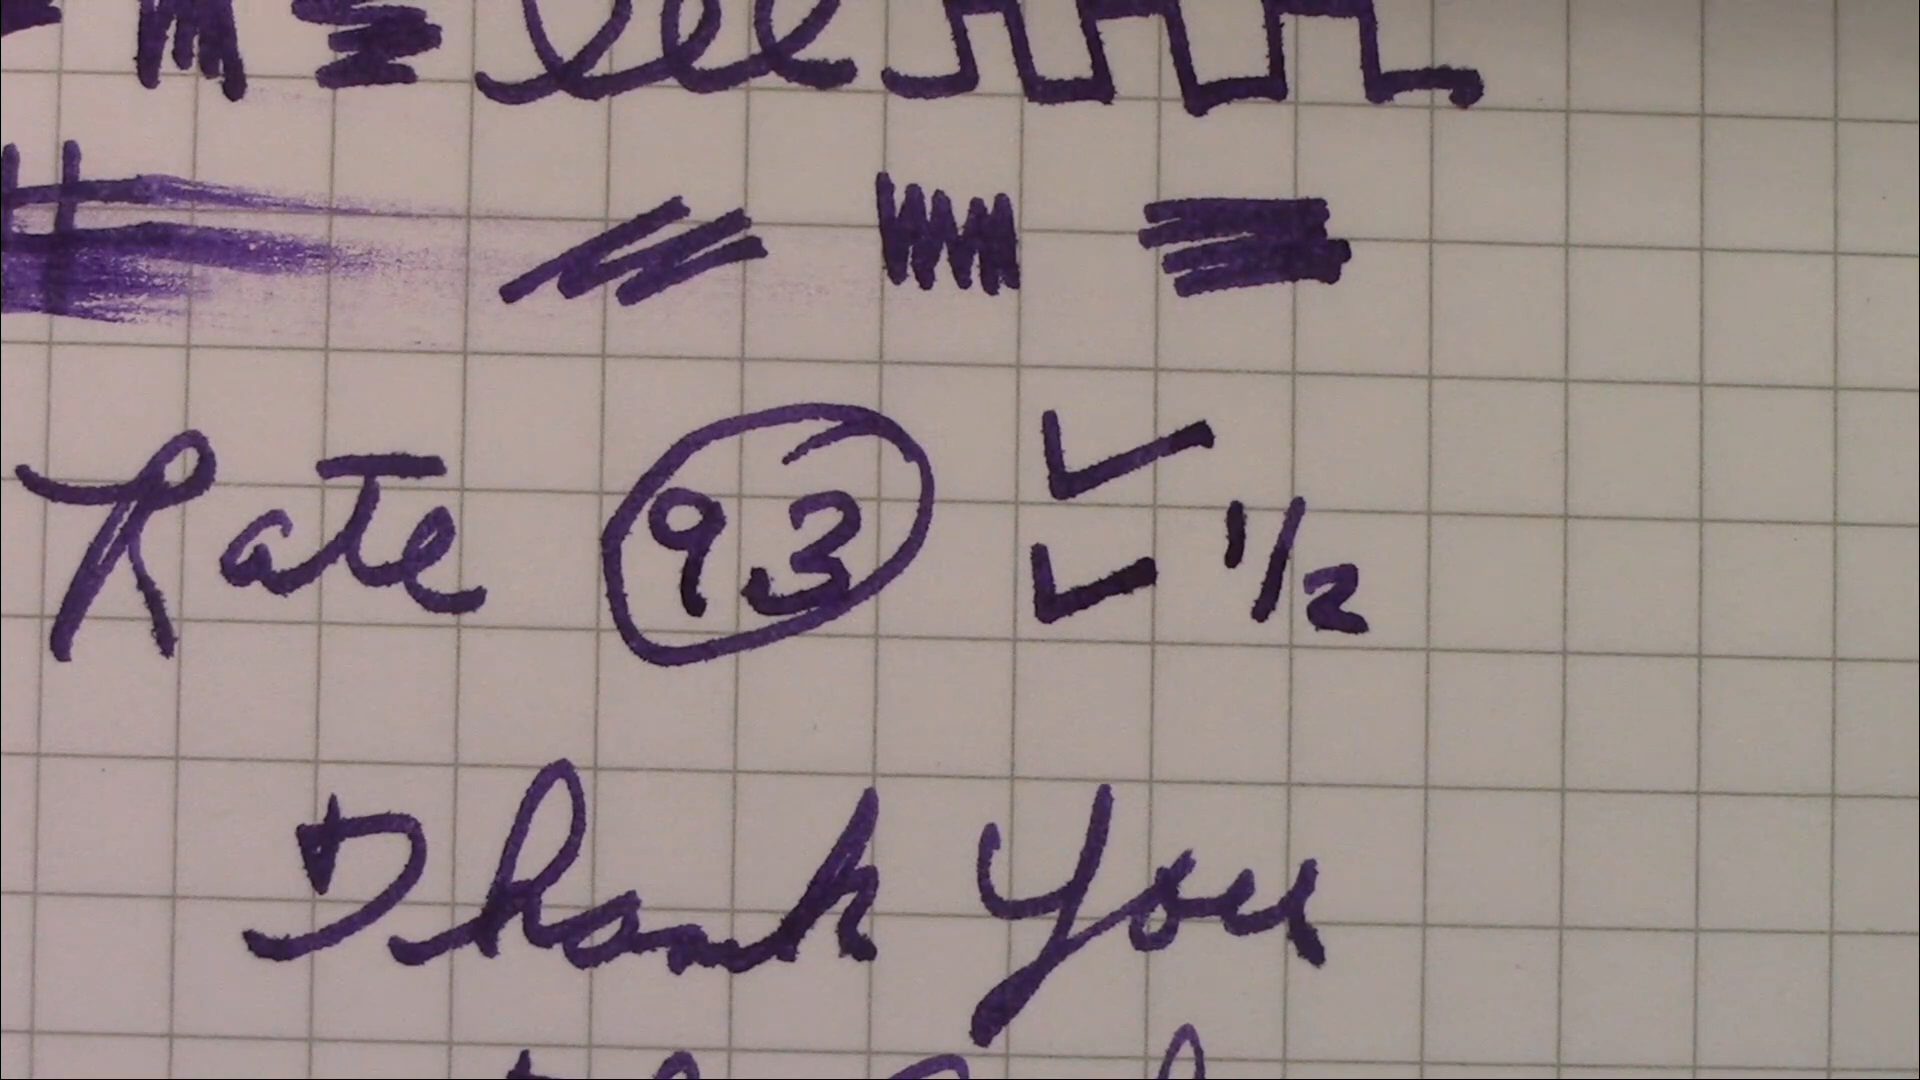 Rate 93 ✓
✓ 1/2
Thank You